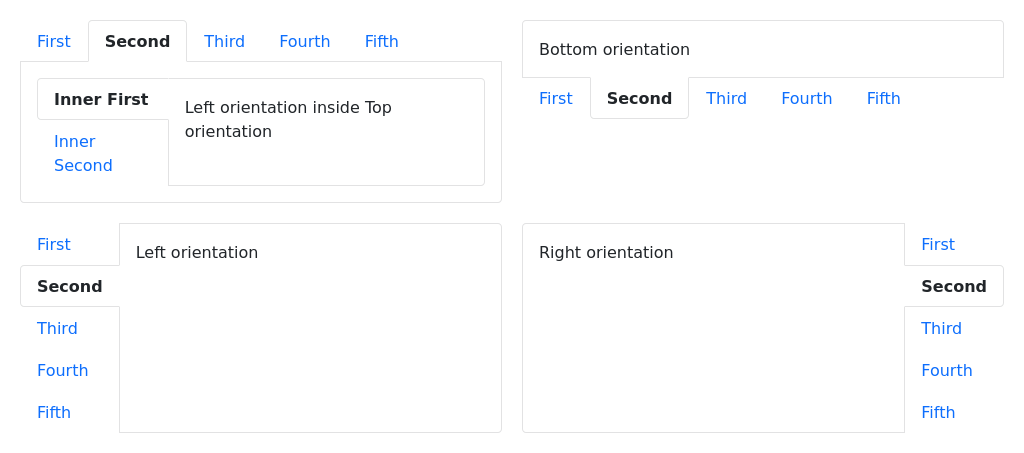 First Second Third Fourth Fifth
Inner First
Inner
Second
Left orientation inside Top
orientation
Bottom orientation
First Second Third Fourth Fifth
First
Second
Third
Fourth
Fifth
Left orientation
Right orientation
First
Second
Third
Fourth
Fifth